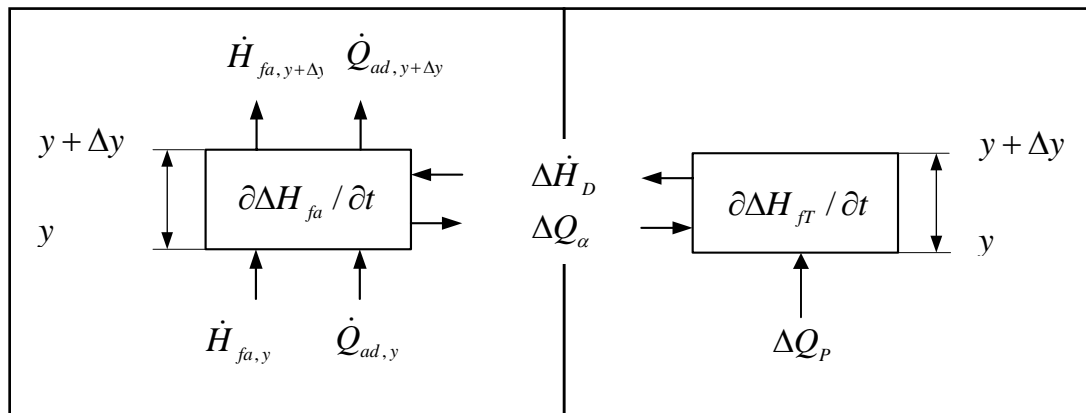 Ḣ_{fa,y+Δy} Q̇_{ad,y+Δy}
y + Δy
∂ΔH_{fa} / ∂t
y
Ḣ_{fa,y} Q̇_{ad,y}
ΔḢ_D
ΔQ_α
y + Δy
∂ΔH_{fT} / ∂t
y
ΔQ_P